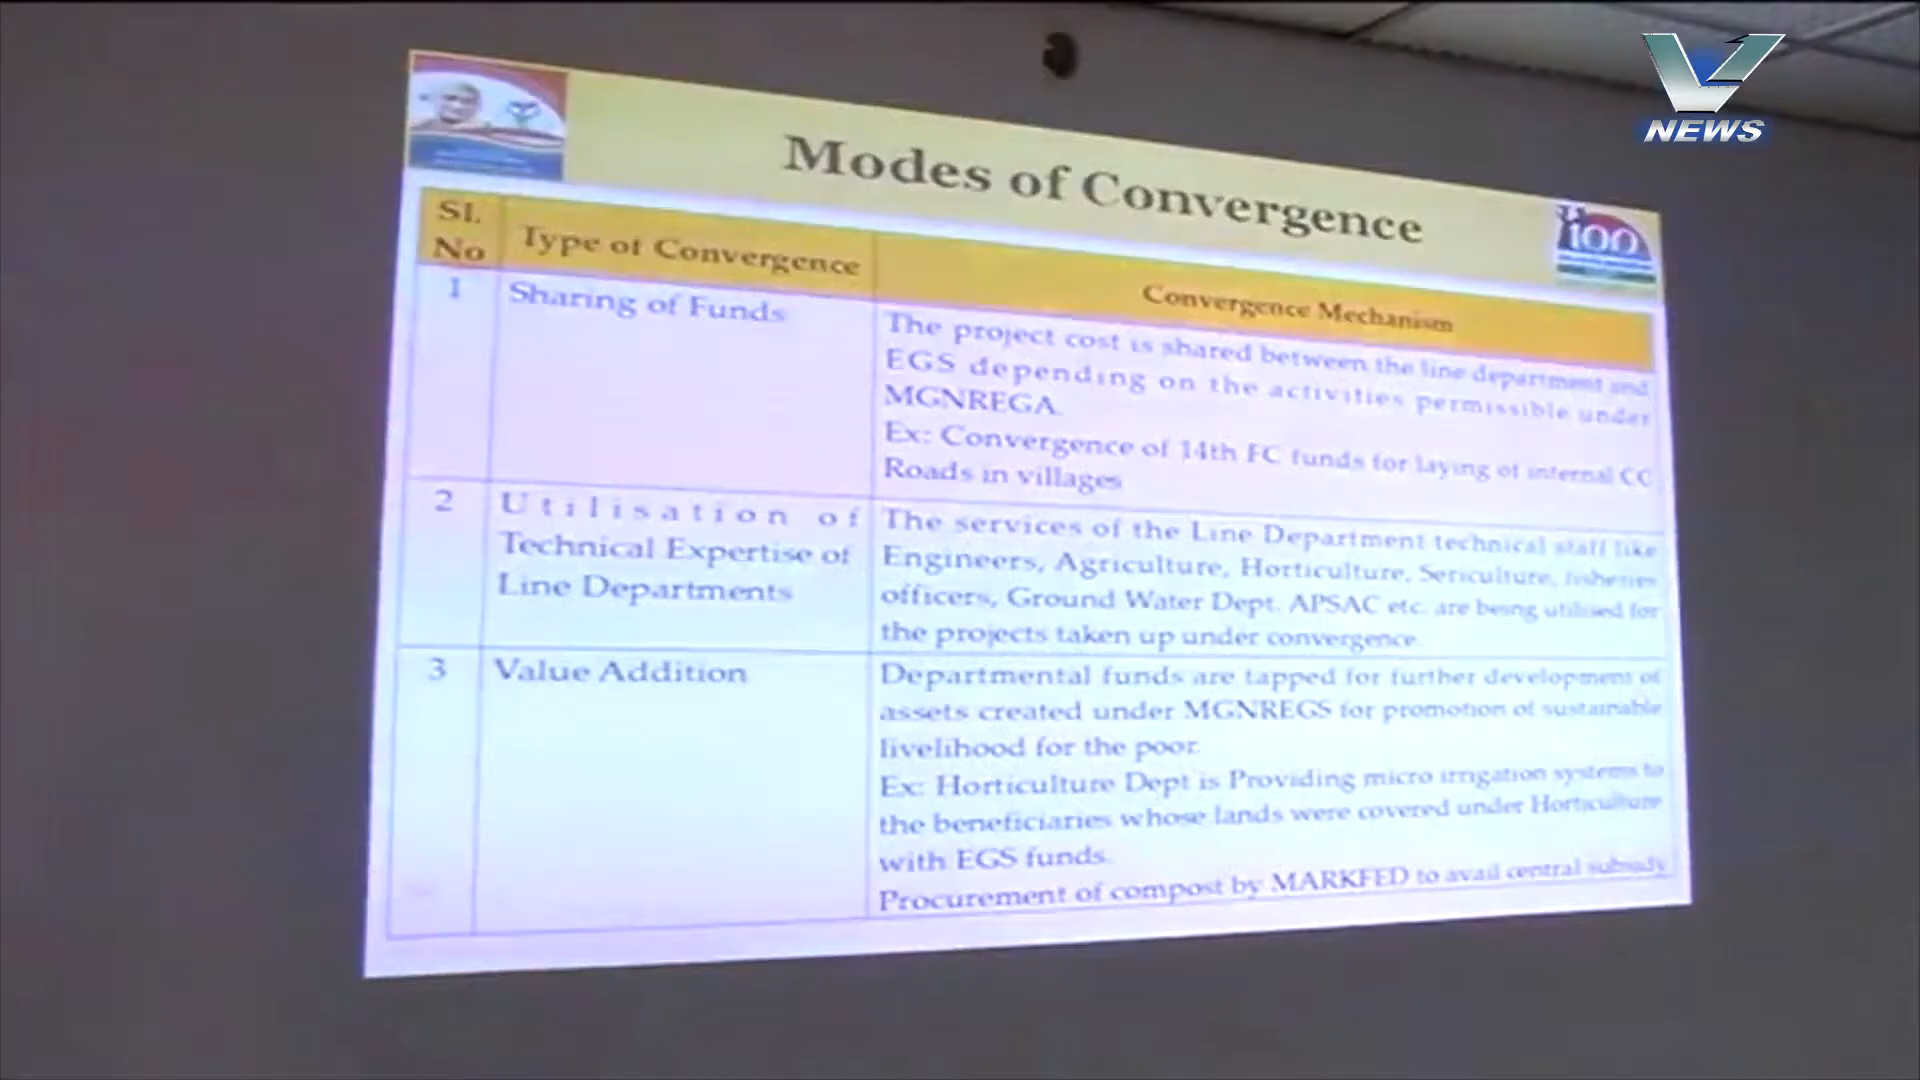 V
NEWS
Modes of Convergence
100
Sl.
No
Type of Convergence
Convergence Mechanism
1
Sharing of Funds
The project cost is shared between the line department and
EGS depending on the activities permissible under
MGNREGA.
Ex: Convergence of 14th FC funds for laying of internal CC
Roads in villages
2
Utilisation of
Technical Expertise of
Line Departments
The services of the Line Department technical staff like
Engineers, Agriculture, Horticulture, Sericulture, fisheries
officers, Ground Water Dept. APSAC etc. are being utilised for
the projects taken up under convergence.
3
Value Addition
Departmental funds are tapped for further development of
assets created under MGNREGS for promotion of sustainable
livelihood for the poor.
Ex: Horticulture Dept is Providing micro irrigation systems to
the beneficiaries whose lands were covered under Horticulture
with EGS funds.
Procurement of compost by MARKFED to avail central subsidy